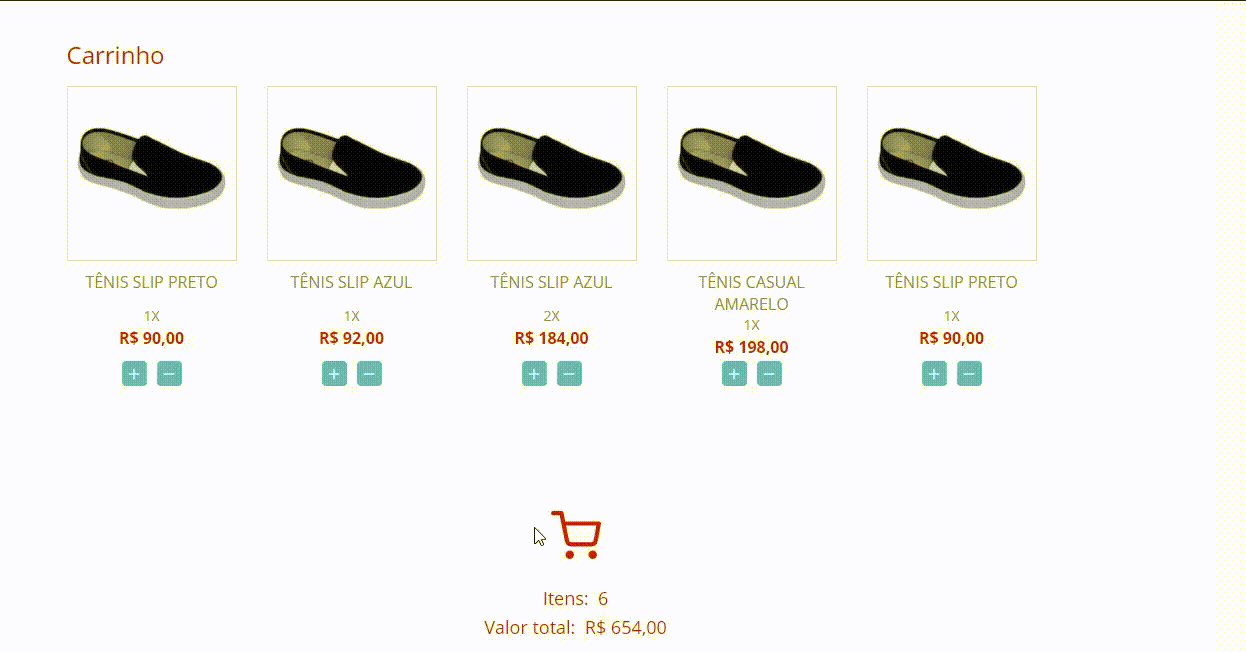 Carrinho
TÊNIS SLIP PRETO
1X
R$ 90,00
+ −
TÊNIS SLIP AZUL
1X
R$ 92,00
+ −
TÊNIS SLIP AZUL
2X
R$ 184,00
+ −
TÊNIS CASUAL
AMARELO
1X
R$ 198,00
+ −
TÊNIS SLIP PRETO
1X
R$ 90,00
+ −
Itens: 6
Valor total: R$ 654,00